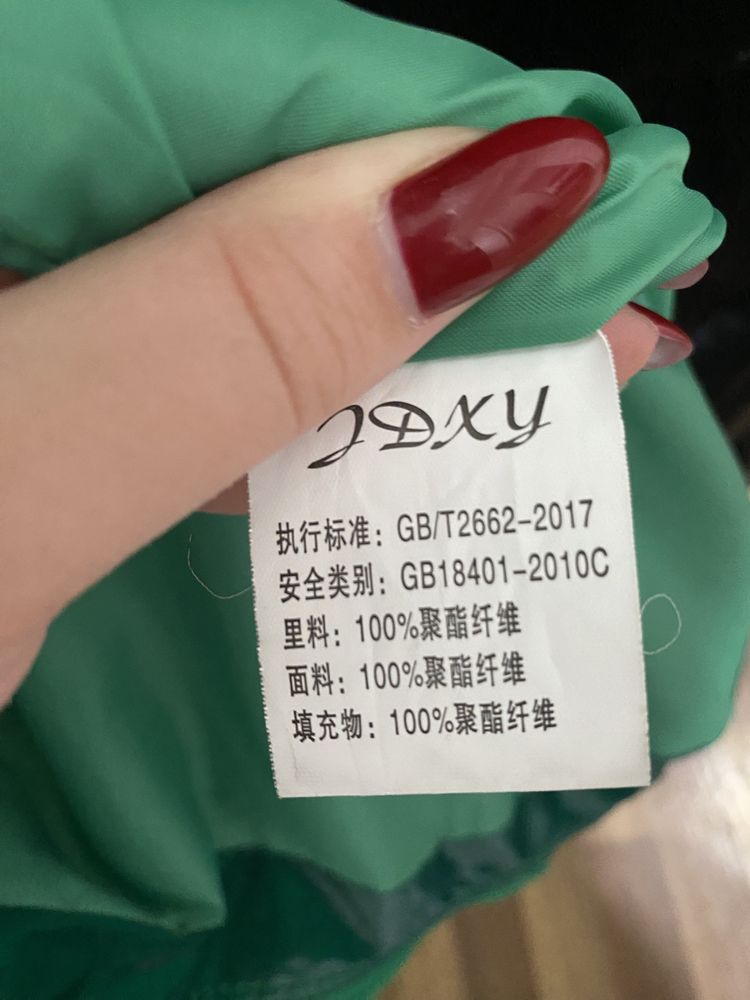 JDXY
执行标准：GB/T2662-2017
安全类别：GB18401-2010C
里料：100%聚酯纤维
面料：100%聚酯纤维
填充物：100%聚酯纤维